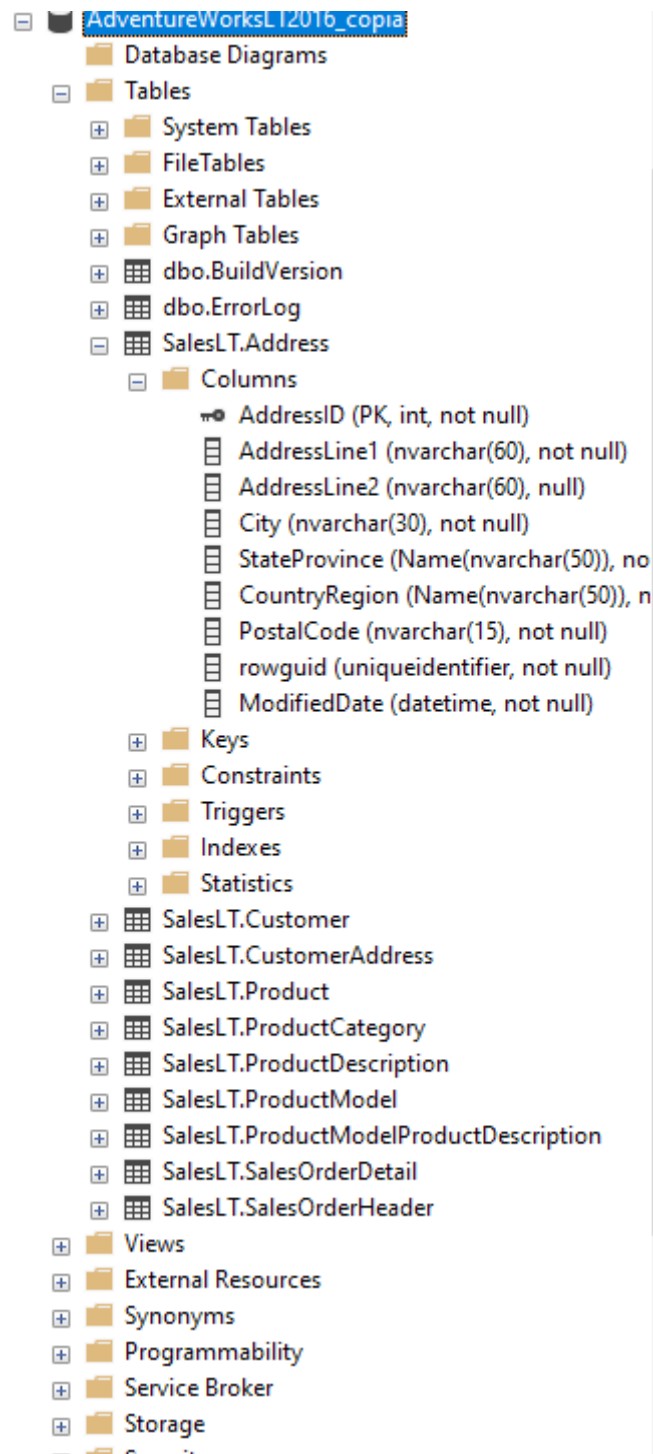 AdventureWorksLT2016_copia
Database Diagrams
Tables
System Tables
FileTables
External Tables
Graph Tables
dbo.BuildVersion
dbo.ErrorLog
SalesLT.Address
Columns
AddressID (PK, int, not null)
AddressLine1 (nvarchar(60), not null)
AddressLine2 (nvarchar(60), null)
City (nvarchar(30), not null)
StateProvince (Name(nvarchar(50)), no
CountryRegion (Name(nvarchar(50)), n
PostalCode (nvarchar(15), not null)
rowguid (uniqueidentifier, not null)
ModifiedDate (datetime, not null)
Keys
Constraints
Triggers
Indexes
Statistics
SalesLT.Customer
SalesLT.CustomerAddress
SalesLT.Product
SalesLT.ProductCategory
SalesLT.ProductDescription
SalesLT.ProductModel
SalesLT.ProductModelProductDescription
SalesLT.SalesOrderDetail
SalesLT.SalesOrderHeader
Views
External Resources
Synonyms
Programmability
Service Broker
Storage